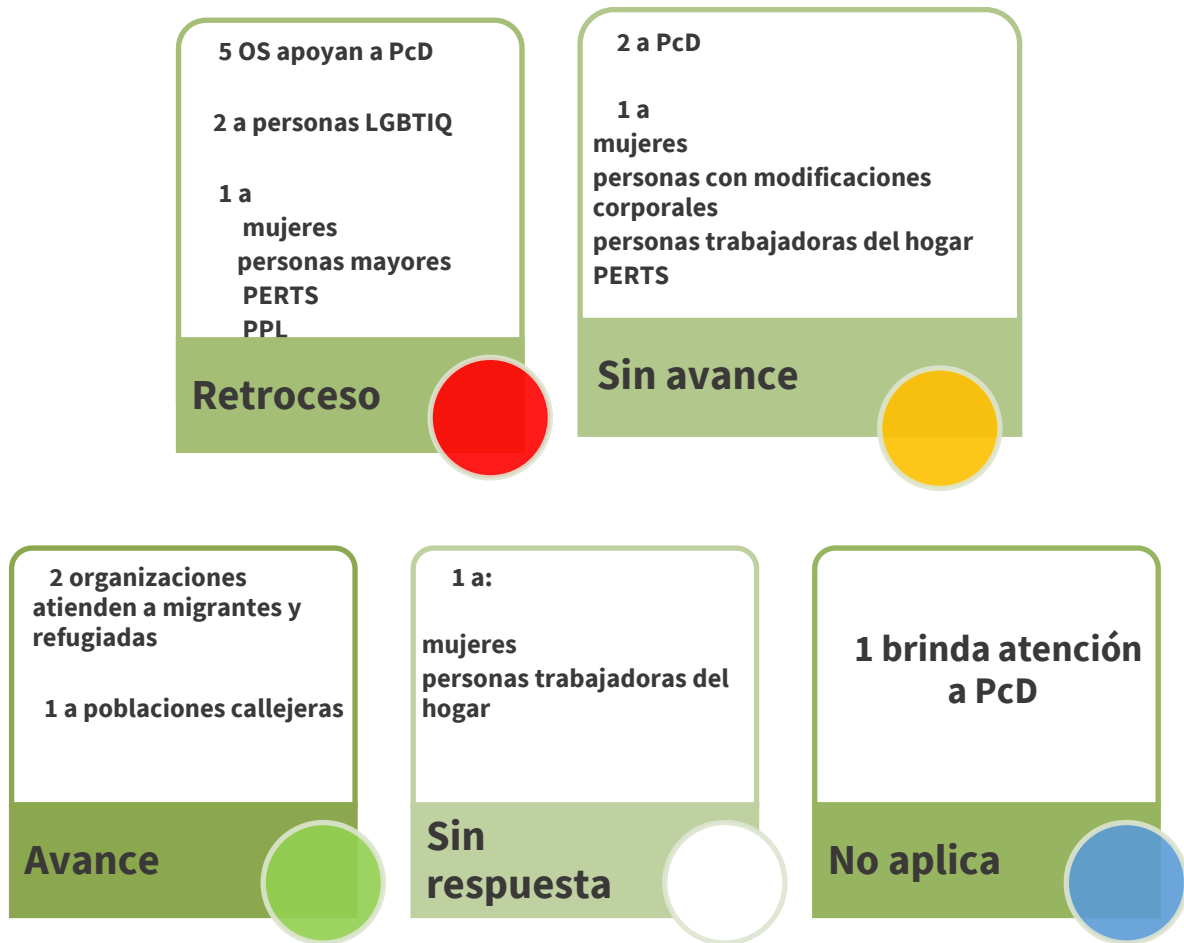 5 OS apoyan a PcD
2 a personas LGBTIQ
1 a
mujeres
personas mayores
PERTS
PPL
Retroceso
2 a PcD
1 a
mujeres
personas con modificaciones
corporales
personas trabajadoras del hogar
PERTS
Sin avance
2 organizaciones
atienden a migrantes y
refugiadas
1 a poblaciones callejeras
Avance
1 a:
mujeres
personas trabajadoras del
hogar
Sin
respuesta
1 brinda atención
a PcD
No aplica